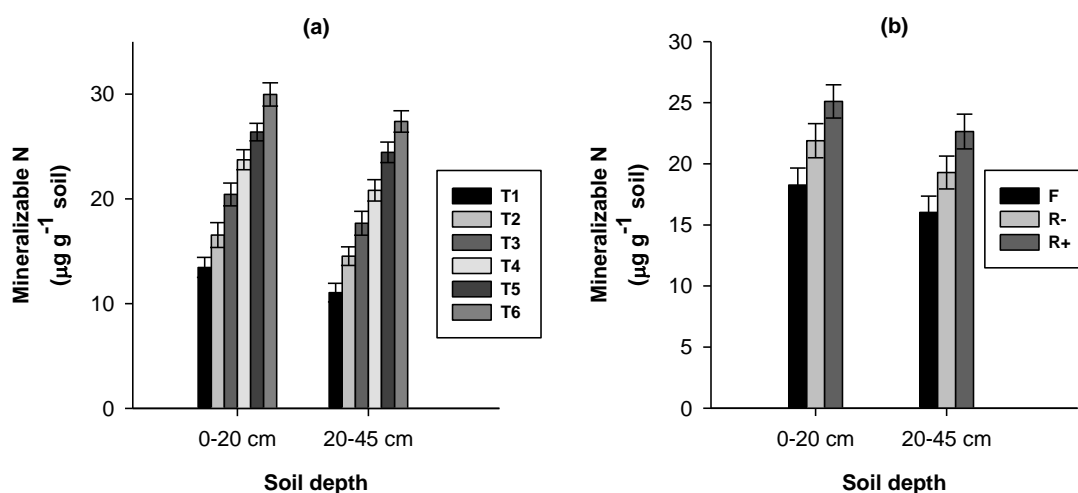 (a)
Mineralizable N
(µg g⁻¹ soil)
30
20
10
0
0-20 cm
20-45 cm
Soil depth
T1
T2
T3
T4
T5
T6
(b)
Mineralizable N
(µg g⁻¹ soil)
30
25
20
15
10
5
0
0-20 cm
20-45 cm
Soil depth
F
R-
R+